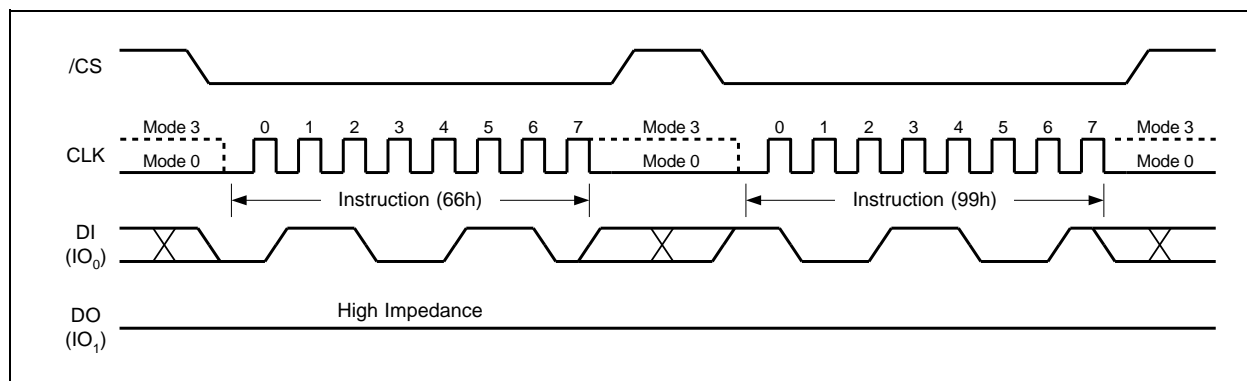 /CS
Mode 3 0 1 2 3 4 5 6 7 Mode 3 0 1 2 3 4 5 6 7 Mode 3
CLK
Mode 0 Mode 0 Mode 0
Instruction (66h) Instruction (99h)
DI
(IO₀)
High Impedance
DO
(IO₁)